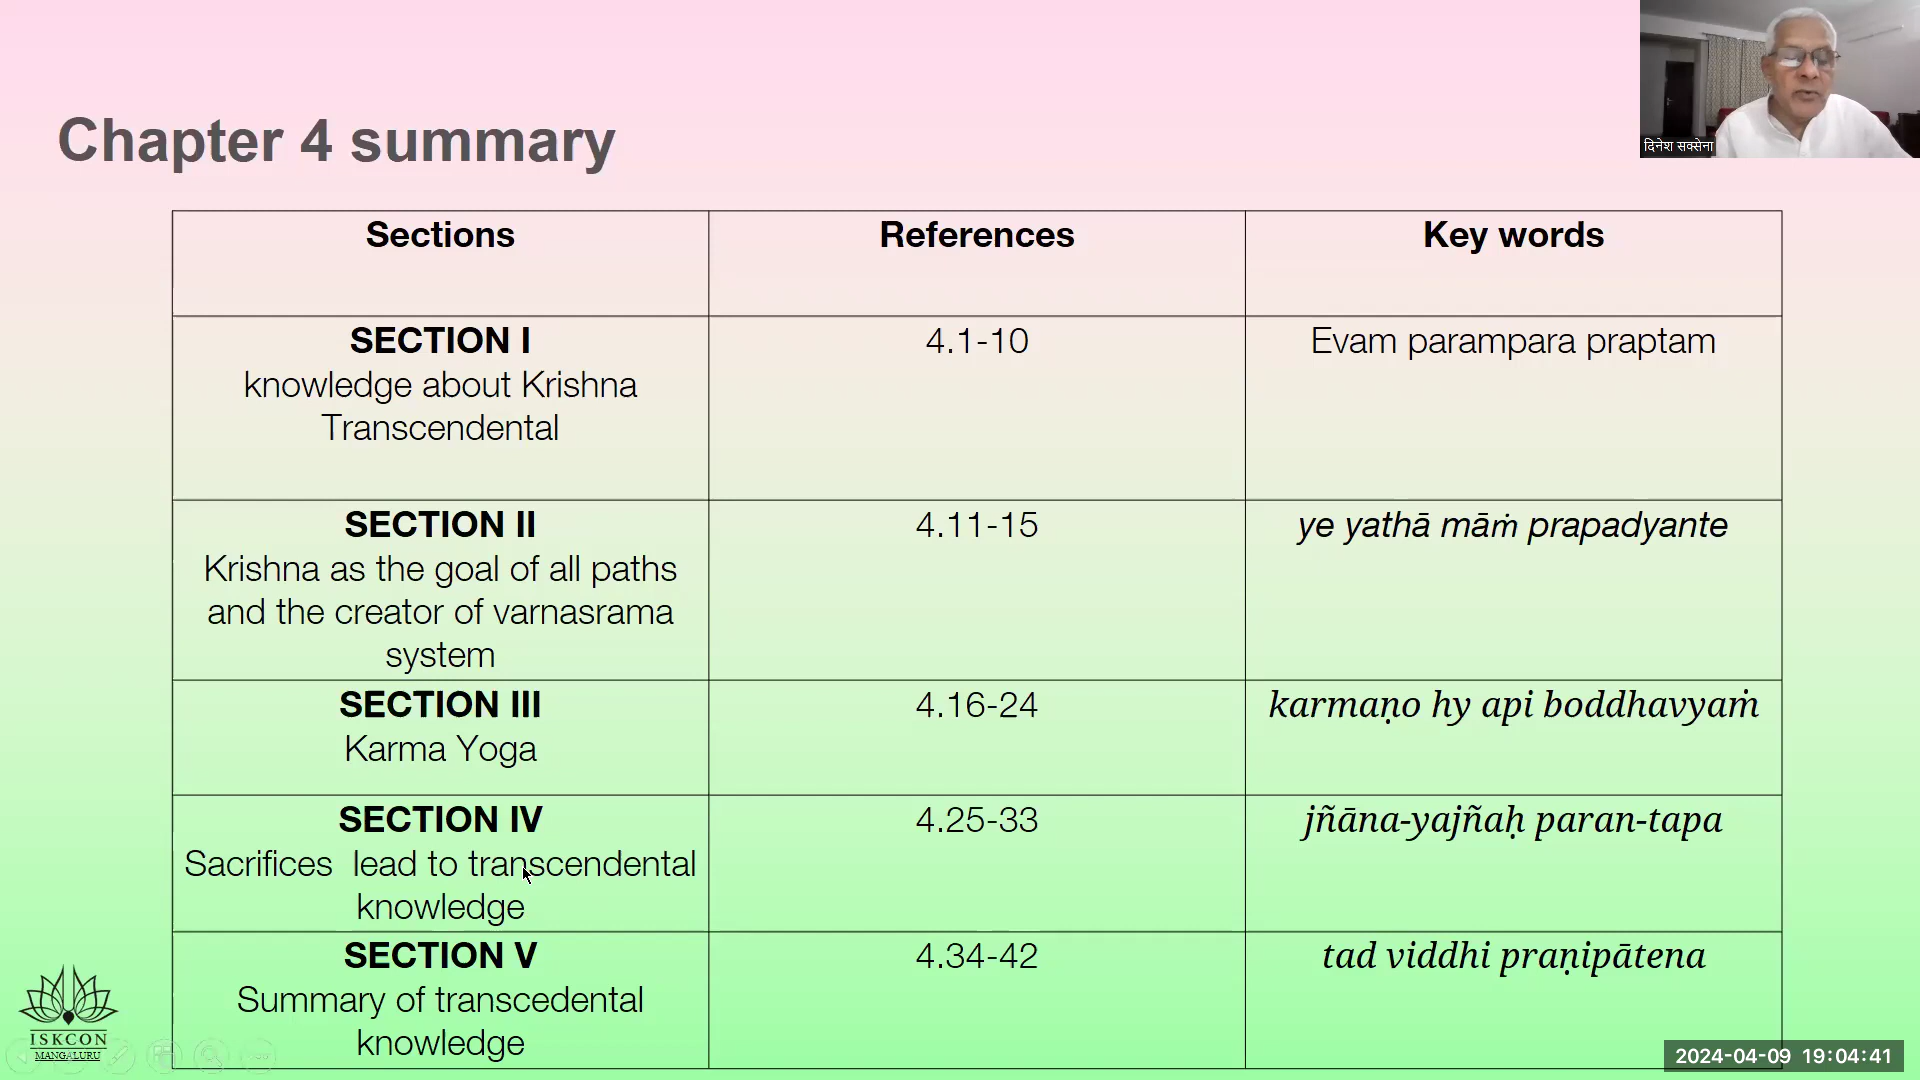 दिनेश सक्सेना
Chapter 4 summary
Sections
References
Key words
SECTION I
knowledge about Krishna
Transcendental
4.1-10
Evam parampara praptam
SECTION II
Krishna as the goal of all paths
and the creator of varnasrama
system
4.11-15
ye yathā māṁ prapadyante
SECTION III
Karma Yoga
4.16-24
karmaṇo hy api boddhavyaṁ
SECTION IV
Sacrifices  lead to transcendental
knowledge
4.25-33
jñāna-yajñaḥ paran-tapa
SECTION V
Summary of transcedental
knowledge
4.34-42
tad viddhi praṇipātena
ISKCON
MANGALURU
2024-04-09 19:04:41